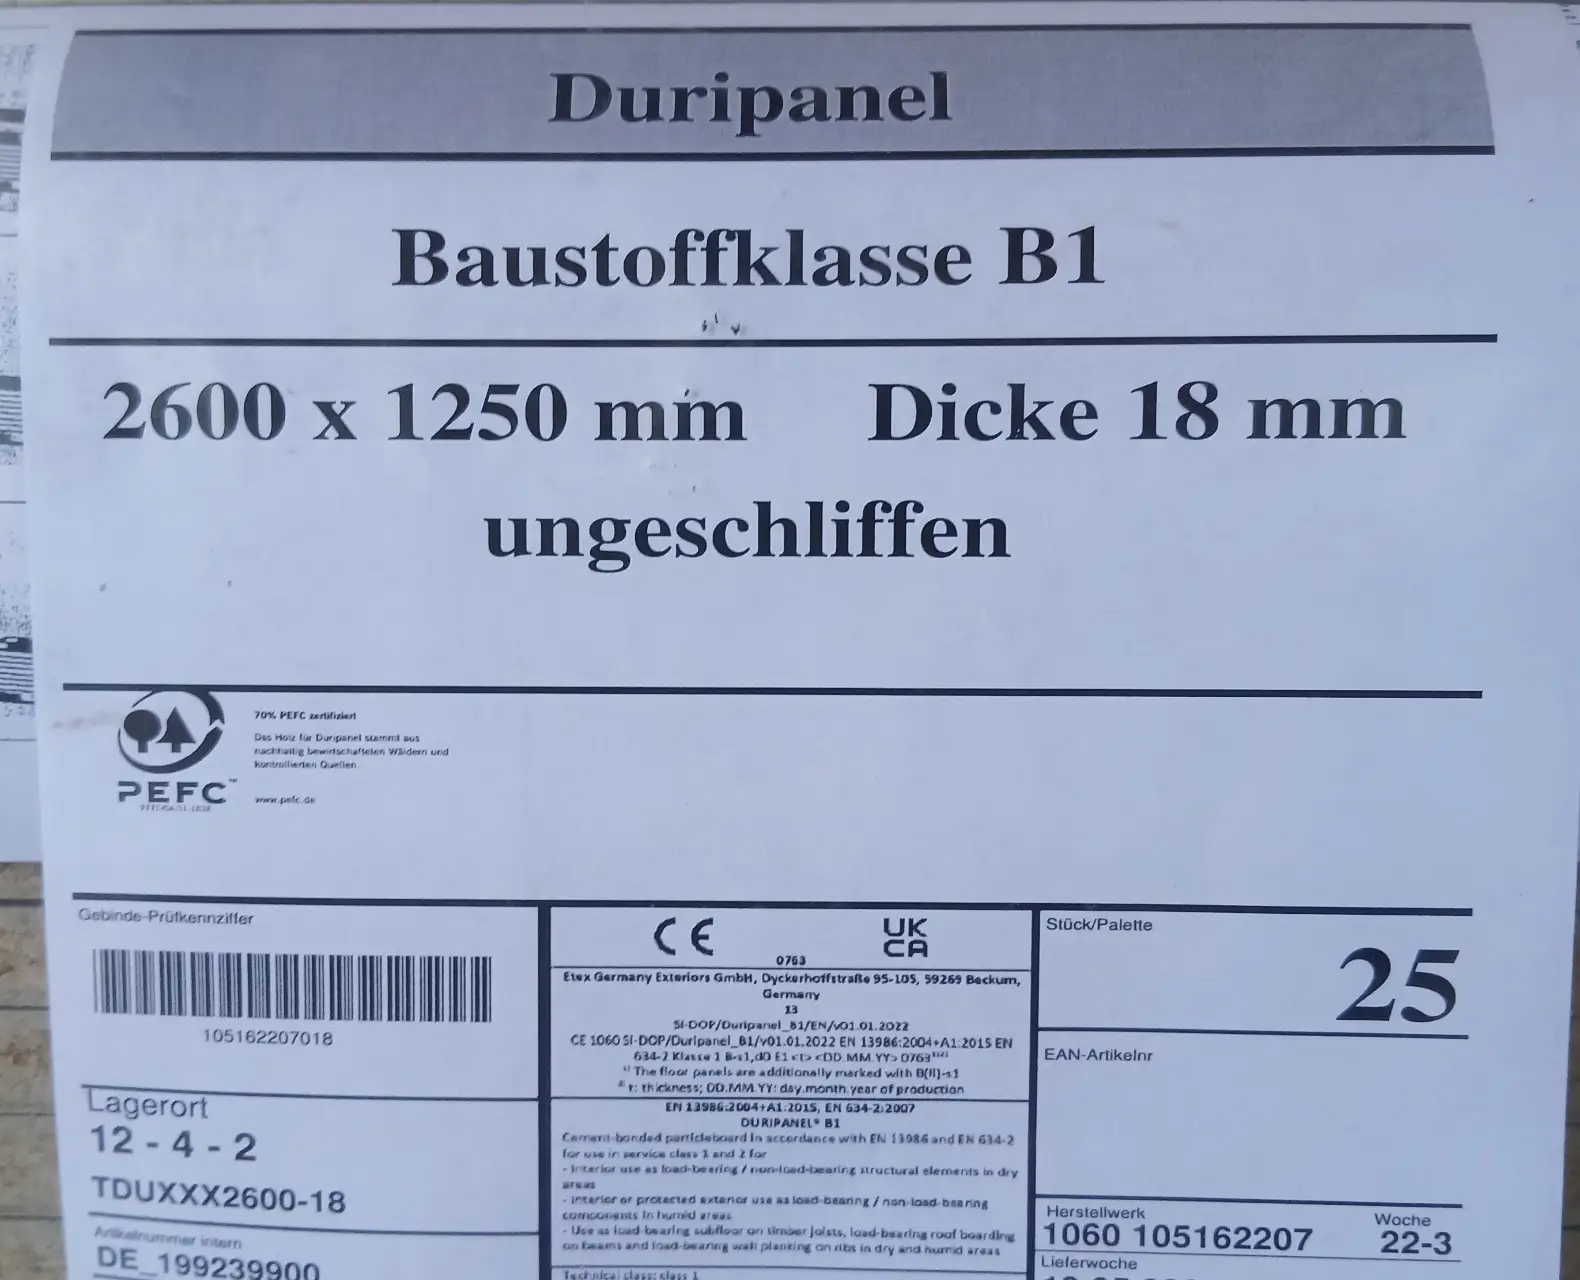 Duripanel
Baustoffklasse B1
2600 x 1250 mm Dicke 18 mm
ungeschliffen
70% PEFC zertifiziert
Das Holz für Duripanel stammt aus
nachhaltig bewirtschafteten Wäldern und
kontrollierten Quellen.
PEFC™
www.pefc.de
Gebinde-Prüfkennziffer
105162207018
Lagerort
12 - 4 - 2
TDUXXX2600-18
Artikelnummer intern
DE_199239900
CE
UK
CA
0763
Etex Germany Exteriors GmbH, Dyckerhoffstraße 95-105, 59269 Beckum,
Germany
13
SI-DOP/Duripanel_B1/EN/v01.01.2022
CE 1060 SI-DOP/Duripanel_B1/v01.01.2022 EN 13986:2004+A1:2015 EN
634-2 Klasse 1 B-s1,d0 E1 <t> <DD.MM.YY> 0763¹⁾²⁾
¹⁾ The floor panels are additionally marked with B(fl)-s1
²⁾ t: thickness; DD.MM.YY: day.month.year of production
EN 13986:2004+A1:2015, EN 634-2:2007
DURIPANEL® B1
Cement-bonded particleboard in accordance with EN 13986 and EN 634-2
for use in service class 1 and 2 for
- Interior use as load-bearing / non-load-bearing structural elements in dry
areas
- Interior or protected exterior use as load-bearing / non-load-bearing
components in humid areas
- Use as load-bearing subfloor on timber joists, load-bearing roof boarding
on beams and load-bearing wall planking on ribs in dry and humid areas
Technical class: class 1
Stück/Palette
25
EAN-Artikelnr
Herstellwerk
1060 105162207
Woche
22-3
Lieferwoche